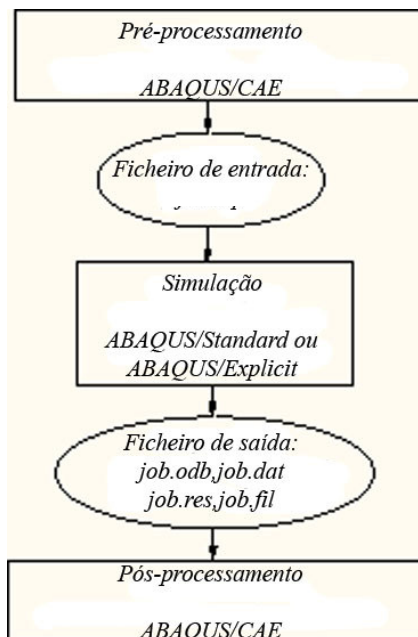 Pré-processamento
ABAQUS/CAE
Ficheiro de entrada:
Simulação
ABAQUS/Standard ou
ABAQUS/Explicit
Ficheiro de saída:
job.odb,job.dat
job.res,job,fil
Pós-processamento
ABAQUS/CAE